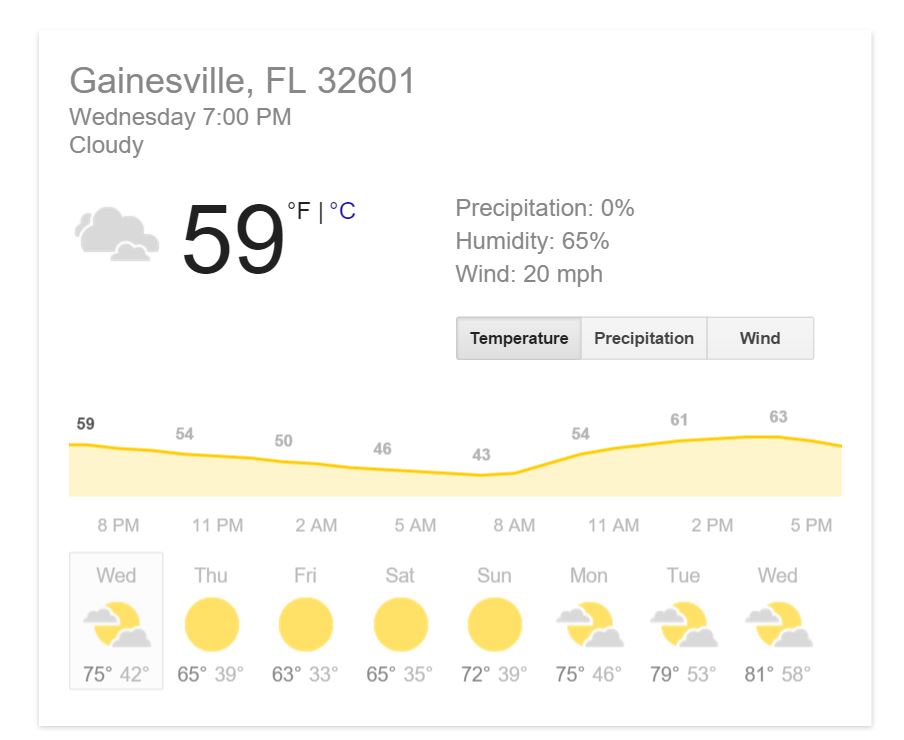 Gainesville, FL 32601
Wednesday 7:00 PM
Cloudy
59 °F | °C
Precipitation: 0%
Humidity: 65%
Wind: 20 mph
Temperature Precipitation Wind
59 54 50 46 43 54 61 63
8 PM 11 PM 2 AM 5 AM 8 AM 11 AM 2 PM 5 PM
Wed Thu Fri Sat Sun Mon Tue Wed
75° 42° 65° 39° 63° 33° 65° 35° 72° 39° 75° 46° 79° 53° 81° 58°